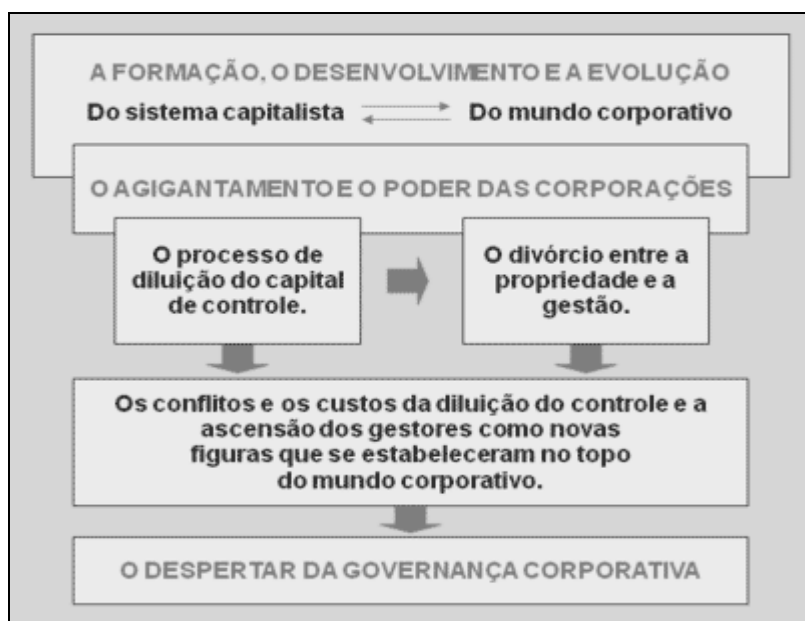 A FORMAÇÃO, O DESENVOLVIMENTO E A EVOLUÇÃO
Do sistema capitalista Do mundo corporativo
O AGIGANTAMENTO E O PODER DAS CORPORAÇÕES
O processo de
diluição do capital
de controle.
O divórcio entre a
propriedade e a
gestão.
Os conflitos e os custos da diluição do controle e a
ascensão dos gestores como novas
figuras que se estabeleceram no topo
do mundo corporativo.
O DESPERTAR DA GOVERNANÇA CORPORATIVA